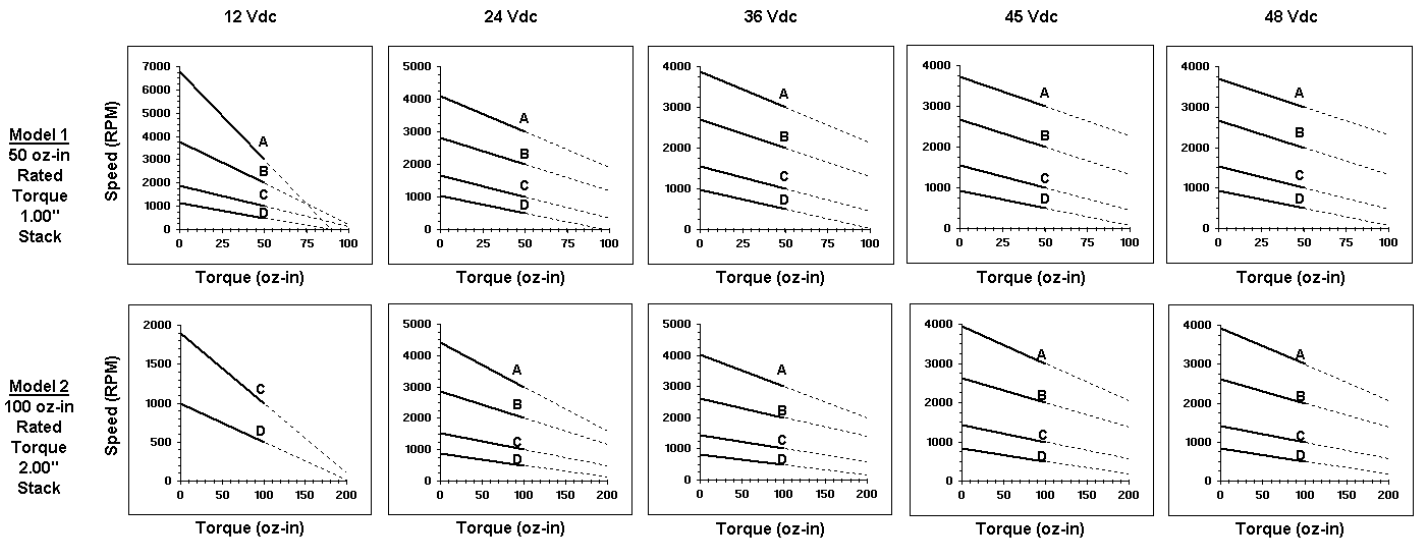 12 Vdc
24 Vdc
36 Vdc
45 Vdc
48 Vdc
Model 1
50 oz-in
Rated
Torque
1.00"
Stack
Speed (RPM)
7000
6000
5000
4000
3000
2000
1000
0
A
B
C
D
0 25 50 75 100
Torque (oz-in)
5000
4000
3000
2000
1000
0
A
B
C
D
0 25 50 75 100
Torque (oz-in)
4000
3000
2000
1000
0
A
B
C
D
0 25 50 75 100
Torque (oz-in)
4000
3000
2000
1000
0
A
B
C
D
0 25 50 75 100
Torque (oz-in)
4000
3000
2000
1000
0
A
B
C
D
0 25 50 75 100
Torque (oz-in)
Model 2
100 oz-in
Rated
Torque
2.00"
Stack
Speed (RPM)
2000
1500
1000
500
0
C
D
0 50 100 150 200
Torque (oz-in)
5000
4000
3000
2000
1000
0
A
B
C
D
0 50 100 150 200
Torque (oz-in)
5000
4000
3000
2000
1000
0
A
B
C
D
0 50 100 150 200
Torque (oz-in)
4000
3000
2000
1000
0
A
B
C
D
0 50 100 150 200
Torque (oz-in)
4000
3000
2000
1000
0
A
B
C
D
0 50 100 150 200
Torque (oz-in)